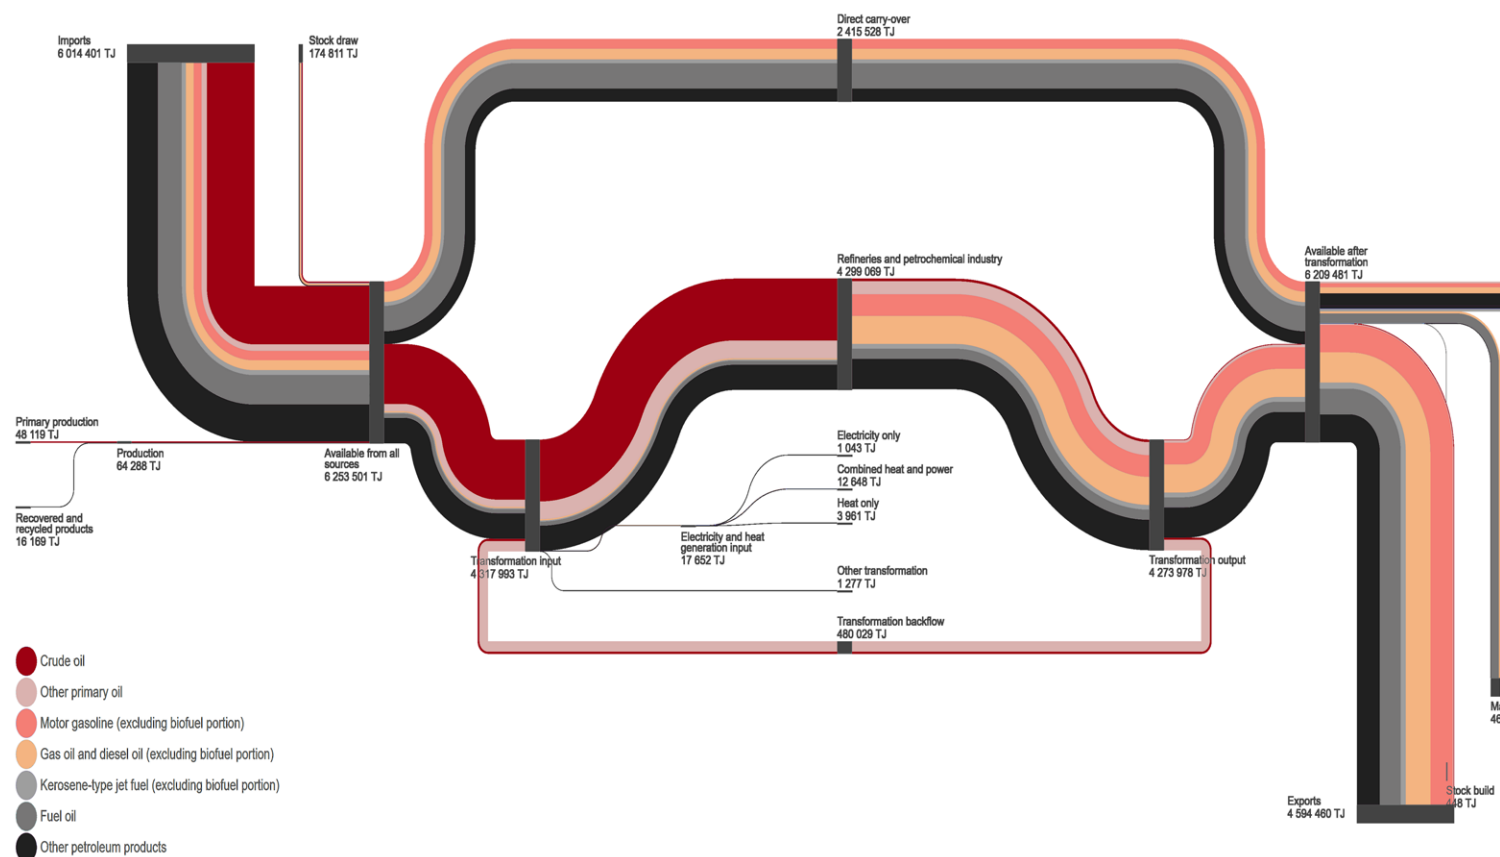 Direct carry-over
2 415 528 TJ
Imports
6 014 401 TJ
Stock draw
174 811 TJ
Available after
transformation
6 209 481 TJ
Refineries and petrochemical industry
4 299 069 TJ
Primary production
48 119 TJ
Production
64 288 TJ
Available from all
sources
6 253 501 TJ
Recovered and
recycled products
16 169 TJ
Electricity only
1 043 TJ
Combined heat and power
12 648 TJ
Heat only
3 961 TJ
Electricity and heat
generation input
17 652 TJ
Transformation input
4 317 993 TJ
Transformation output
4 273 978 TJ
Other transformation
1 277 TJ
Transformation backflow
480 029 TJ
Crude oil
Other primary oil
Motor gasoline (excluding biofuel portion)
Gas oil and diesel oil (excluding biofuel portion)
Kerosene-type jet fuel (excluding biofuel portion)
Fuel oil
Other petroleum products
Ma
46
Stock build
448 TJ
Exports
4 594 460 TJ